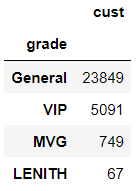 cust
grade
General 23849
VIP 5091
MVG 749
LENITH 67